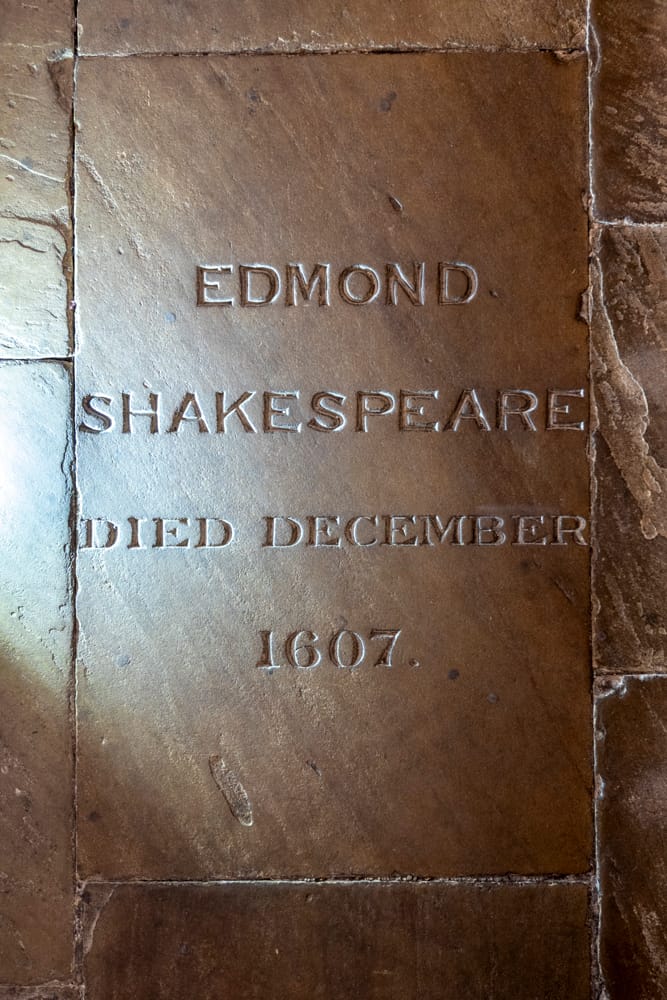 EDMOND
SHAKESPEARE
DIED DECEMBER
1607.